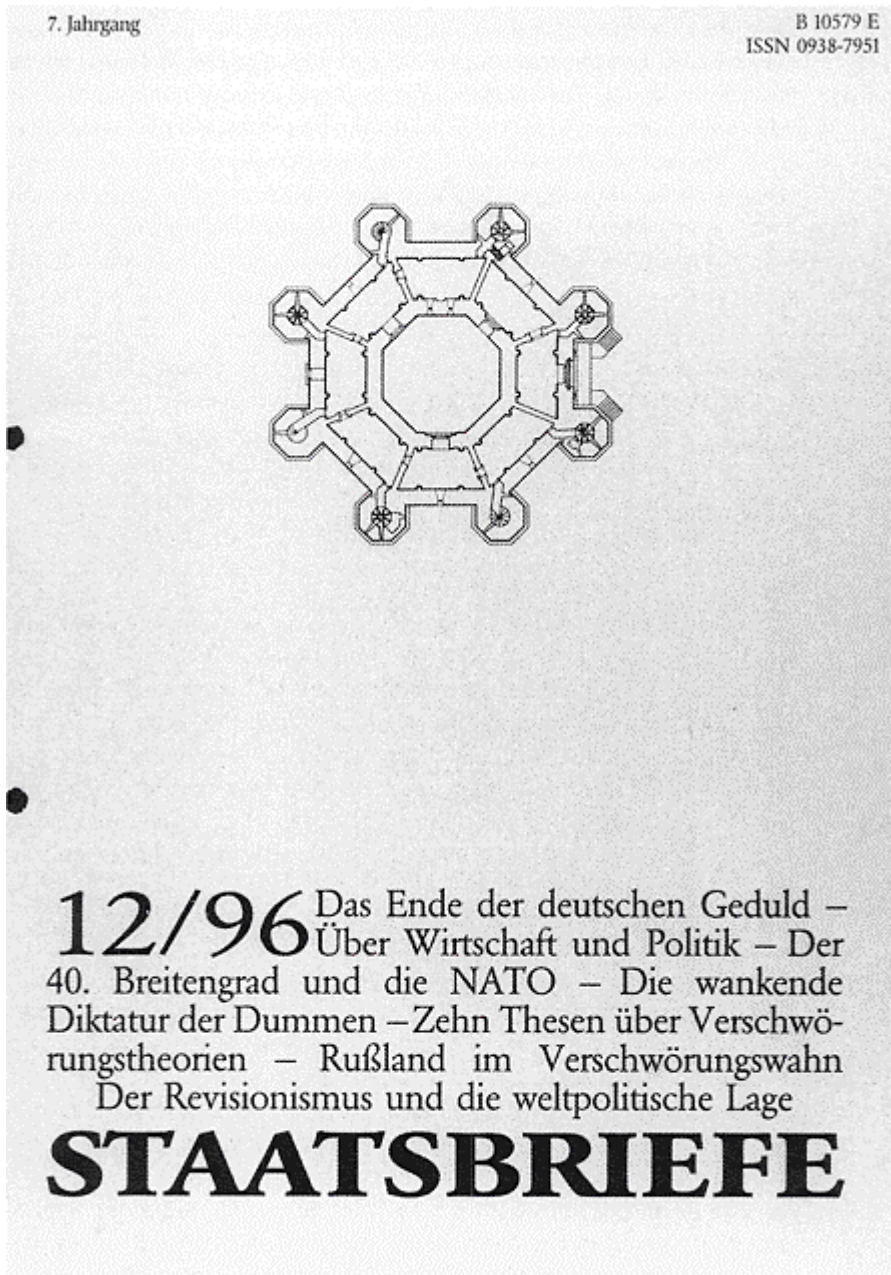 7. Jahrgang
B 10579 E
ISSN 0938-7951
12/96 Das Ende der deutschen Geduld –
Über Wirtschaft und Politik – Der
40. Breitengrad und die NATO – Die wankende
Diktatur der Dummen –Zehn Thesen über Verschwö-
rungstheorien – Rußland im Verschwörungswahn
Der Revisionismus und die weltpolitische Lage
STAATSBRIEFE